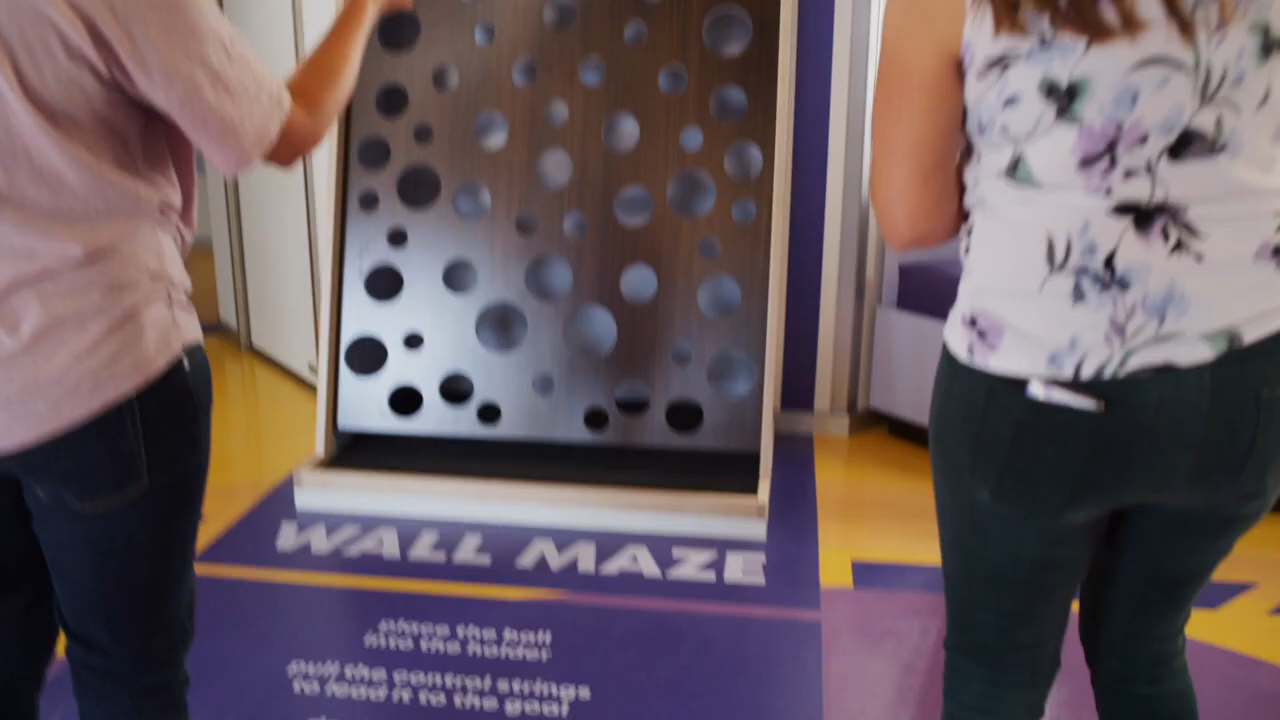 WALL MAZE
place the ball
into the holder
pull the control strings
to lead it to the goal